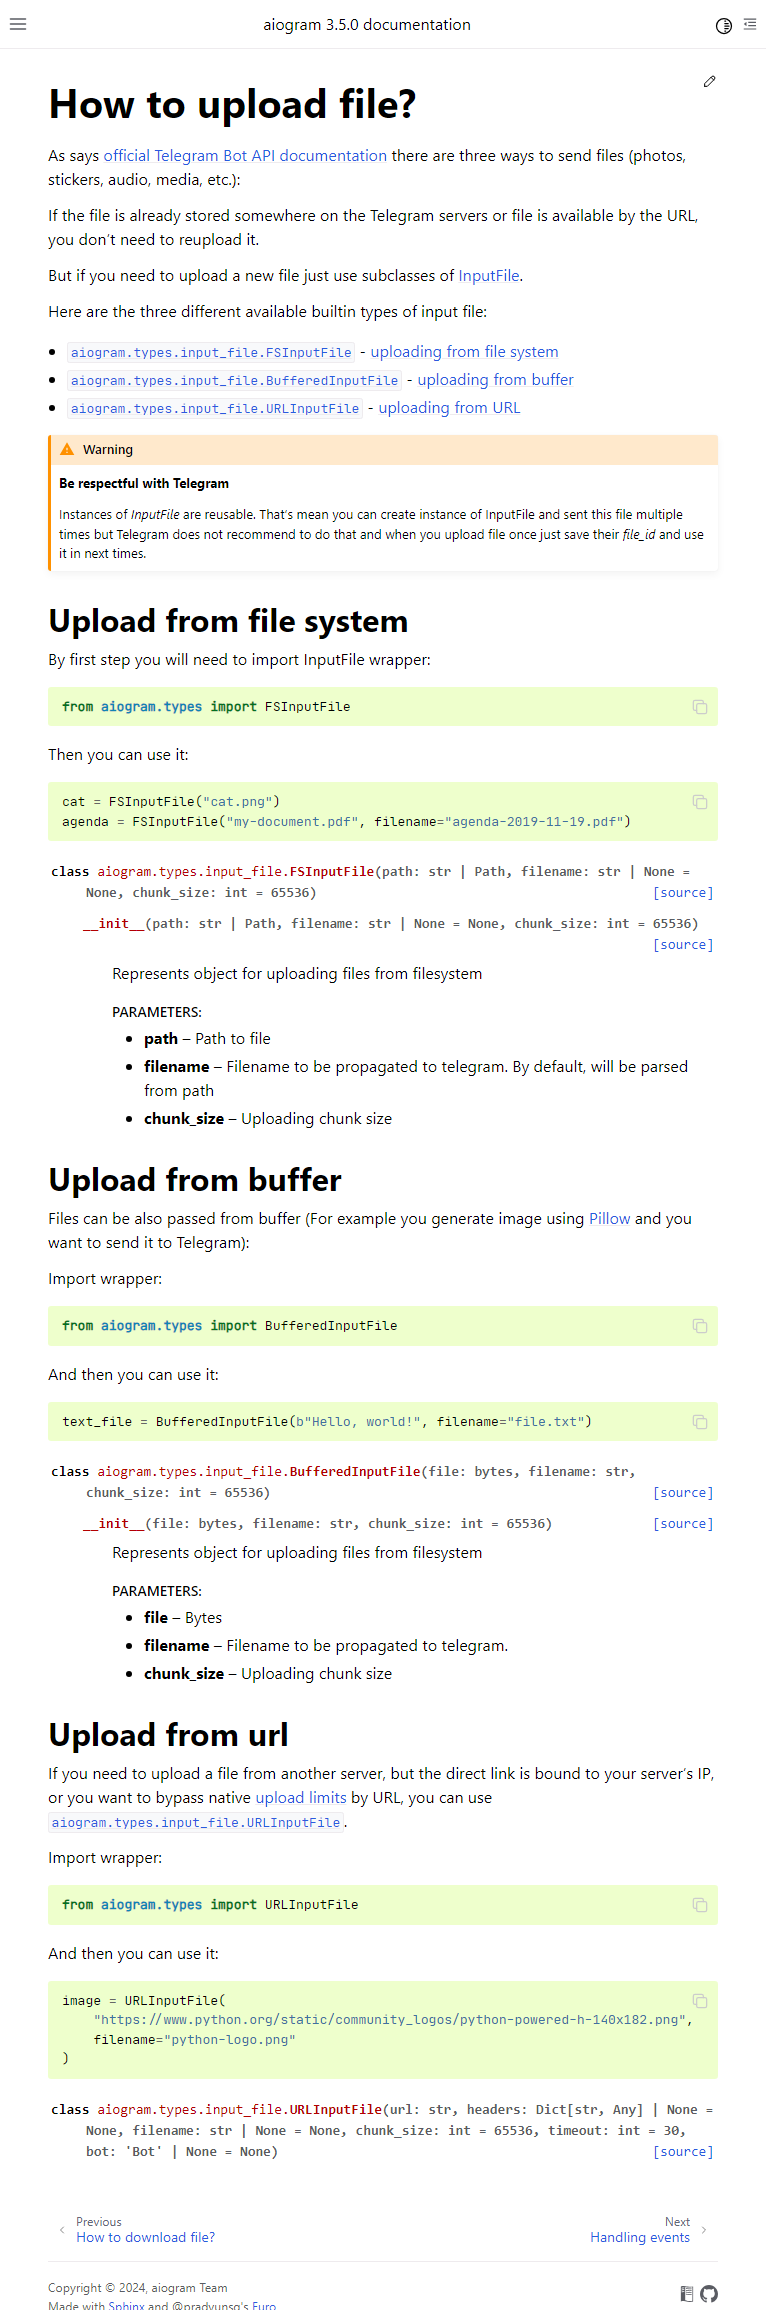 aiogram 3.5.0 documentation
How to upload file?
As says official Telegram Bot API documentation there are three ways to send files (photos,
stickers, audio, media, etc.):
If the file is already stored somewhere on the Telegram servers or file is available by the URL,
you don't need to reupload it.
But if you need to upload a new file just use subclasses of InputFile.
Here are the three different available builtin types of input file:
• aiogram.types.input_file.FSInputFile - uploading from file system
• aiogram.types.input_file.BufferedInputFile - uploading from buffer
• aiogram.types.input_file.URLInputFile - uploading from URL
Warning
Be respectful with Telegram
Instances of InputFile are reusable. That's mean you can create instance of InputFile and sent this file multiple
times but Telegram does not recommend to do that and when you upload file once just save their file_id and use
it in next times.
Upload from file system
By first step you will need to import InputFile wrapper:
from aiogram.types import FSInputFile
Then you can use it:
cat = FSInputFile("cat.png")
agenda = FSInputFile("my-document.pdf", filename="agenda-2019-11-19.pdf")
class aiogram.types.input_file.FSInputFile(path: str | Path, filename: str | None =
None, chunk_size: int = 65536) [source]
__init__(path: str | Path, filename: str | None = None, chunk_size: int = 65536)
[source]
Represents object for uploading files from filesystem
PARAMETERS:
• path – Path to file
• filename – Filename to be propagated to telegram. By default, will be parsed
from path
• chunk_size – Uploading chunk size
Upload from buffer
Files can be also passed from buffer (For example you generate image using Pillow and you
want to send it to Telegram):
Import wrapper:
from aiogram.types import BufferedInputFile
And then you can use it:
text_file = BufferedInputFile(b"Hello, world!", filename="file.txt")
class aiogram.types.input_file.BufferedInputFile(file: bytes, filename: str,
chunk_size: int = 65536) [source]
__init__(file: bytes, filename: str, chunk_size: int = 65536) [source]
Represents object for uploading files from filesystem
PARAMETERS:
• file – Bytes
• filename – Filename to be propagated to telegram.
• chunk_size – Uploading chunk size
Upload from url
If you need to upload a file from another server, but the direct link is bound to your server's IP,
or you want to bypass native upload limits by URL, you can use
aiogram.types.input_file.URLInputFile.
Import wrapper:
from aiogram.types import URLInputFile
And then you can use it:
image = URLInputFile(
"https://www.python.org/static/community_logos/python-powered-h-140x182.png",
filename="python-logo.png"
)
class aiogram.types.input_file.URLInputFile(url: str, headers: Dict[str, Any] | None =
None, filename: str | None = None, chunk_size: int = 65536, timeout: int = 30,
bot: 'Bot' | None = None) [source]
Previous
How to download file?
Next
Handling events
Copyright © 2024, aiogram Team
Made with Sphinx and @pradyunsg's Furo